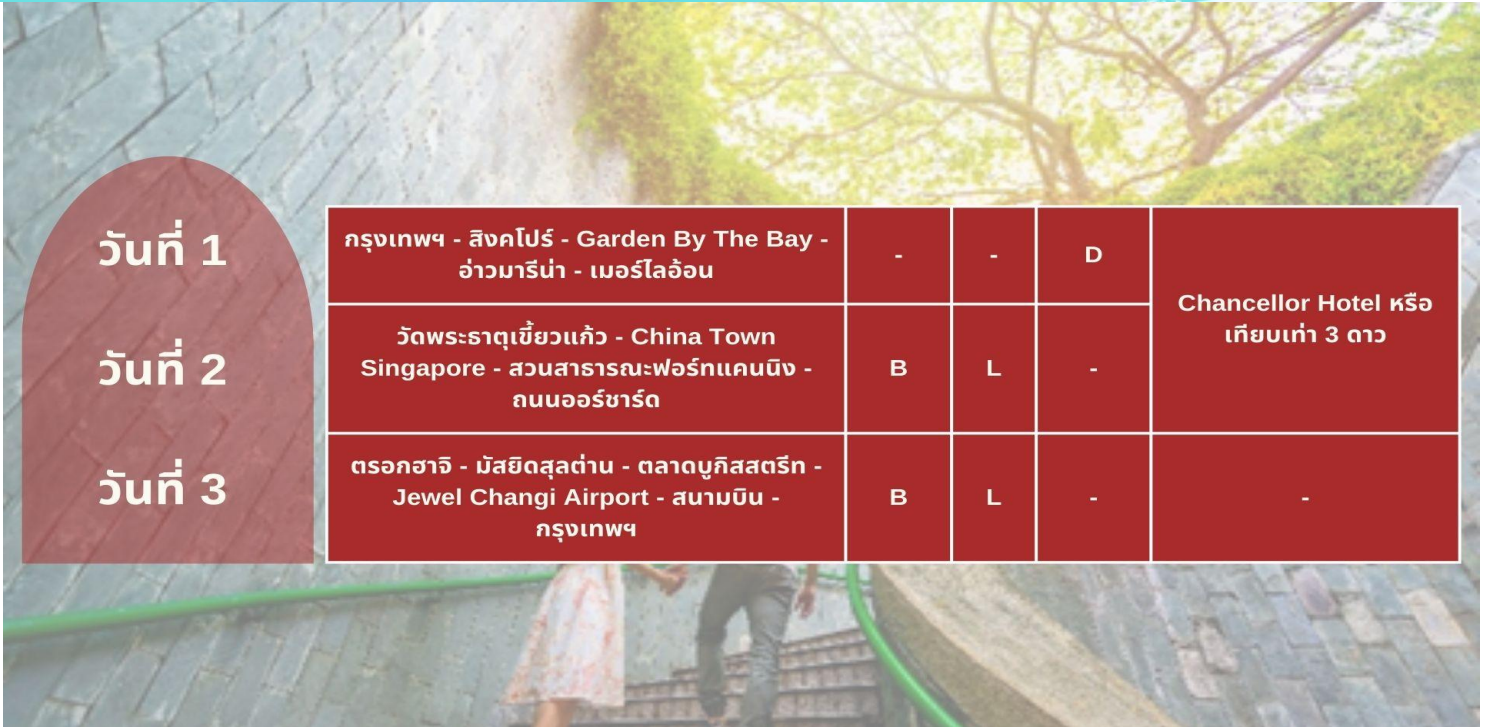 วันที่ 1
กรุงเทพฯ - สิงคโปร์ - Garden By The Bay -
อ่าวมารีน่า - เมอร์ไลอ้อน
-
-
D
Chancellor Hotel หรือ
เทียบเท่า 3 ดาว
วันที่ 2
วัดพระธาตุเขี้ยวแก้ว - China Town
Singapore - สวนสาธารณะฟอร์ทแคนนิง -
ถนนออร์ชาร์ด
B
L
-
วันที่ 3
ตรอกฮาจิ - มัสยิดสุลต่าน - ตลาดบูกิสสตรีท -
Jewel Changi Airport - สนามบิน -
กรุงเทพฯ
B
L
-
-